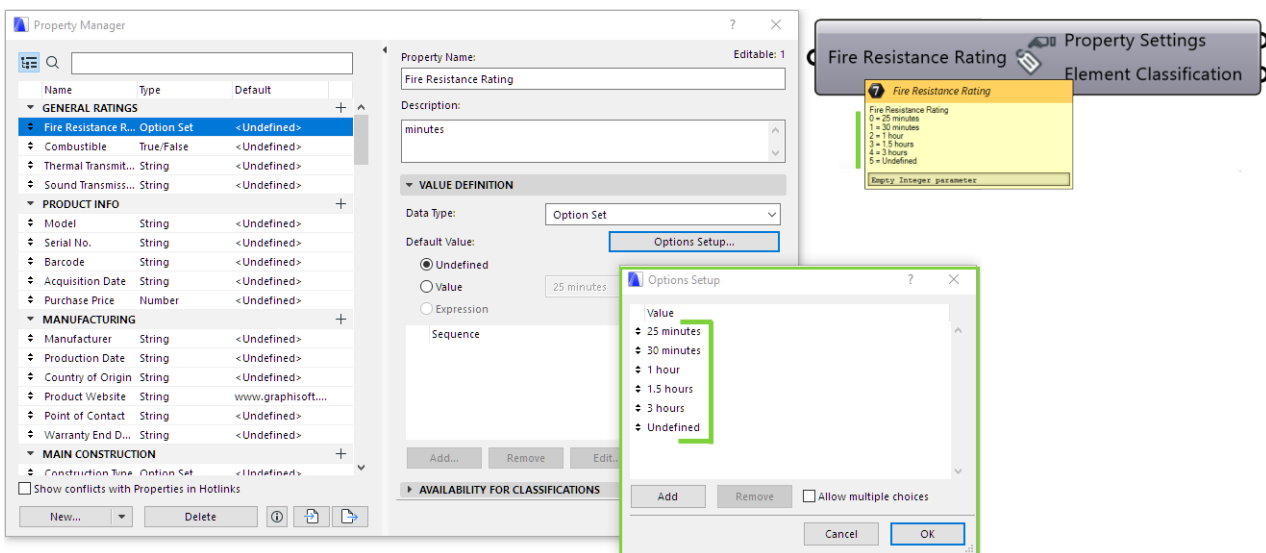 Property Manager
?
Name Type Default
GENERAL RATINGS
Fire Resistance R... Option Set <Undefined>
Combustible True/False <Undefined>
Thermal Transmit... String <Undefined>
Sound Transmiss... String <Undefined>
PRODUCT INFO
Model String <Undefined>
Serial No. String <Undefined>
Barcode String <Undefined>
Acquisition Date String <Undefined>
Purchase Price Number <Undefined>
MANUFACTURING
Manufacturer String <Undefined>
Production Date String <Undefined>
Country of Origin String <Undefined>
Product Website String www.graphisoft....
Point of Contact String <Undefined>
Warranty End D... String <Undefined>
MAIN CONSTRUCTION
Construction Type Option Set <Undefined>
Show conflicts with Properties in Hotlinks
New... Delete
Property Name: Editable: 1
Fire Resistance Rating
Description:
minutes
VALUE DEFINITION
Data Type: Option Set
Default Value: Options Setup...
Undefined
Value 25 minutes
Expression
Sequence
Add... Remove Edit..
AVAILABILITY FOR CLASSIFICATIONS
Options Setup ?
Value
25 minutes
30 minutes
1 hour
1.5 hours
3 hours
Undefined
Add Remove Allow multiple choices
Cancel OK
Fire Resistance Rating
Property Settings
Element Classification
7 Fire Resistance Rating
Fire Resistance Rating
0 = 25 minutes
1 = 30 minutes
2 = 1 hour
3 = 1.5 hours
4 = 3 hours
5 = Undefined
Empty Integer parameter